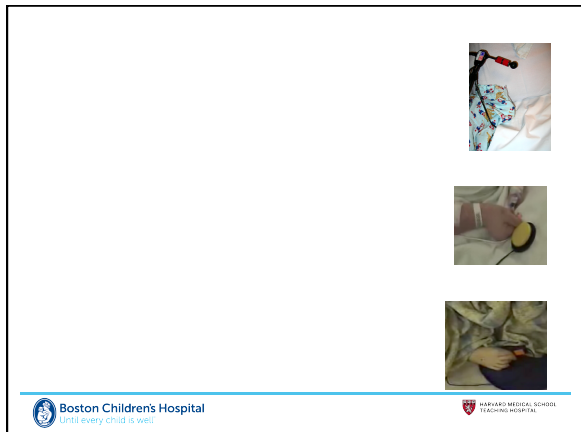 Boston Children's Hospital
Until every child is well
HARVARD MEDICAL SCHOOL
TEACHING HOSPITAL